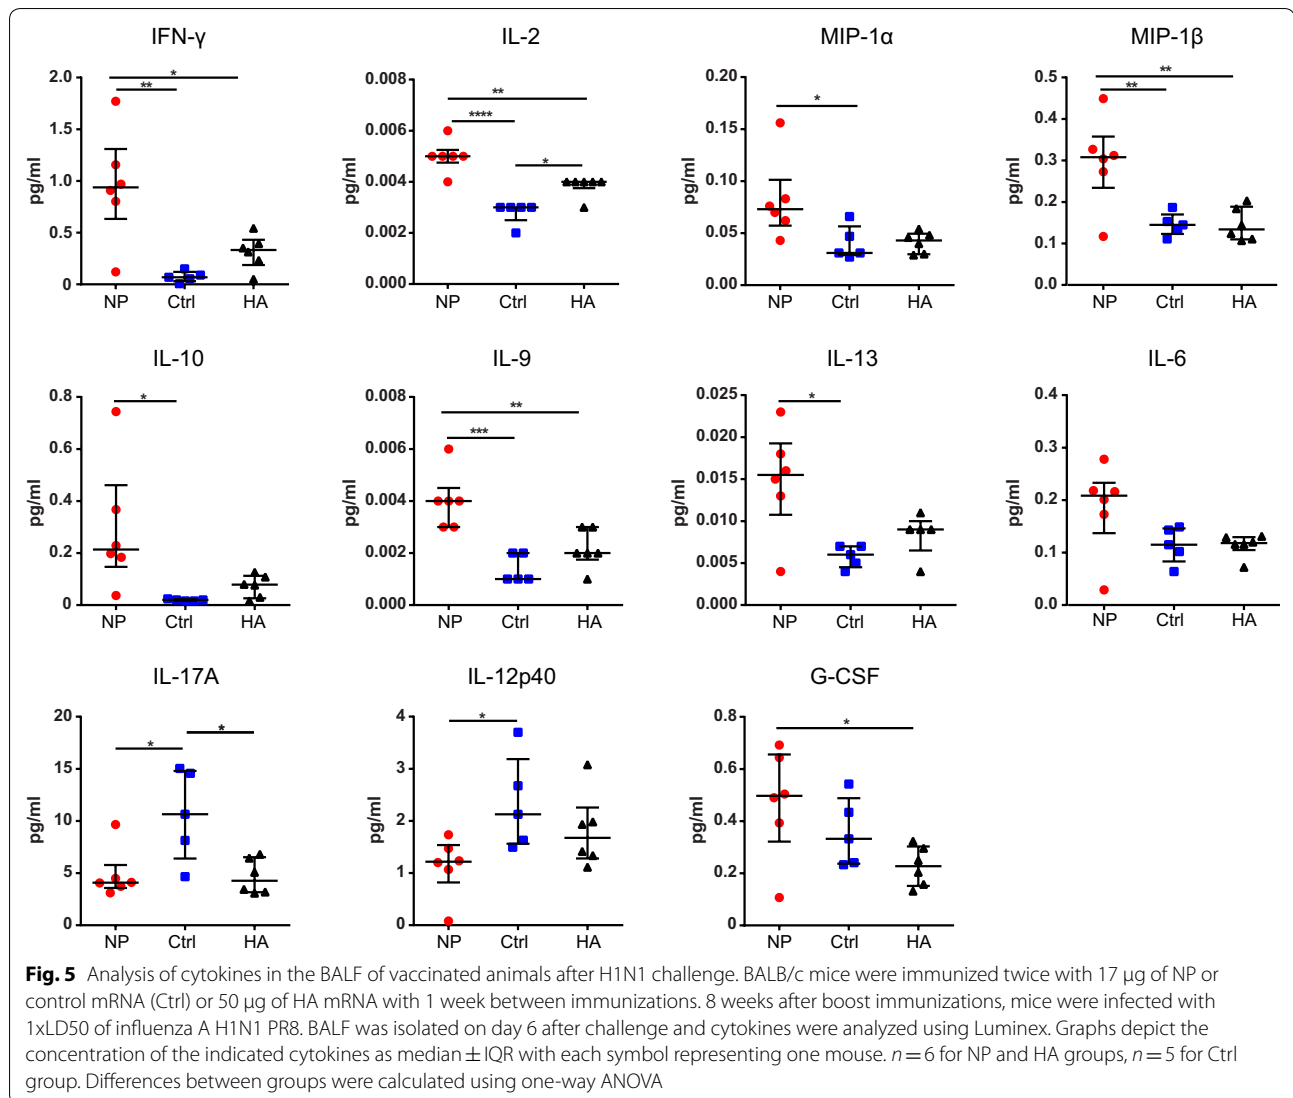 IFN-γ
IL-2
MIP-1α
MIP-1β
pg/ml
2.0
1.5
1.0
0.5
0
*
**
NP
Ctrl
HA
pg/ml
0.008
0.006
0.004
0.002
0.000
**
****
*
NP
Ctrl
HA
pg/ml
0.20
0.15
0.10
0.05
0.00
*
NP
Ctrl
HA
pg/ml
0.5
0.4
0.3
0.2
0.1
0.0
**
**
NP
Ctrl
HA
IL-10
IL-9
IL-13
IL-6
pg/ml
0.8
0.6
0.4
0.2
0
*
NP
Ctrl
HA
pg/ml
0.008
0.006
0.004
0.002
0.000
**
***
NP
Ctrl
HA
pg/ml
0.025
0.020
0.015
0.010
0.005
0.000
*
NP
Ctrl
HA
pg/ml
0.4
0.3
0.2
0.1
0.0
NP
Ctrl
HA
IL-17A
IL-12p40
G-CSF
pg/ml
20
15
10
5
0
*
*
NP
Ctrl
HA
pg/ml
4
3
2
1
0
*
NP
Ctrl
HA
pg/ml
0.8
0.6
0.4
0.2
0
*
NP
Ctrl
HA
Fig. 5 Analysis of cytokines in the BALF of vaccinated animals after H1N1 challenge. BALB/c mice were immunized twice with 17 μg of NP or
control mRNA (Ctrl) or 50 μg of HA mRNA with 1 week between immunizations. 8 weeks after boost immunizations, mice were infected with
1xLD50 of influenza A H1N1 PR8. BALF was isolated on day 6 after challenge and cytokines were analyzed using Luminex. Graphs depict the
concentration of the indicated cytokines as median ± IQR with each symbol representing one mouse. n = 6 for NP and HA groups, n = 5 for Ctrl
group. Differences between groups were calculated using one-way ANOVA